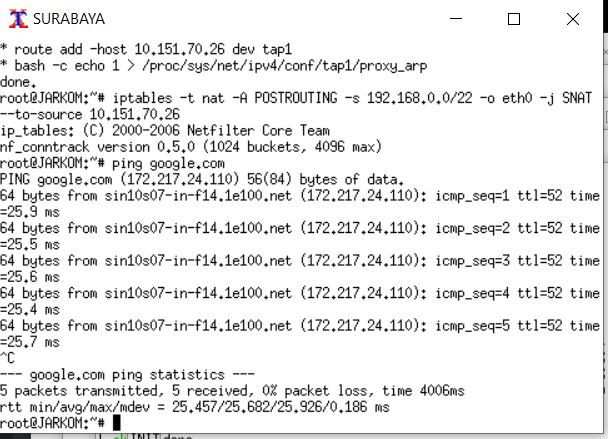 SURABAYA
* route add -host 10.151.70.26 dev tap1
* bash -c echo 1 > /proc/sys/net/ipv4/conf/tap1/proxy_arp
done.
root@JARKOM:~# iptables -t nat -A POSTROUTING -s 192.168.0.0/22 -o eth0 -j SNAT
--to-source 10.151.70.26
ip_tables: (C) 2000-2006 Netfilter Core Team
nf_conntrack version 0.5.0 (1024 buckets, 4096 max)
root@JARKOM:~# ping google.com
PING google.com (172.217.24.110) 56(84) bytes of data.
64 bytes from sin10s07-in-f14.1e100.net (172.217.24.110): icmp_seq=1 ttl=52 time
=25.9 ms
64 bytes from sin10s07-in-f14.1e100.net (172.217.24.110): icmp_seq=2 ttl=52 time
=25.5 ms
64 bytes from sin10s07-in-f14.1e100.net (172.217.24.110): icmp_seq=3 ttl=52 time
=25.6 ms
64 bytes from sin10s07-in-f14.1e100.net (172.217.24.110): icmp_seq=4 ttl=52 time
=25.4 ms
64 bytes from sin10s07-in-f14.1e100.net (172.217.24.110): icmp_seq=5 ttl=52 time
=25.7 ms
^C
--- google.com ping statistics ---
5 packets transmitted, 5 received, 0% packet loss, time 4006ms
rtt min/avg/max/mdev = 25.457/25.682/25.926/0.186 ms
root@JARKOM:~#